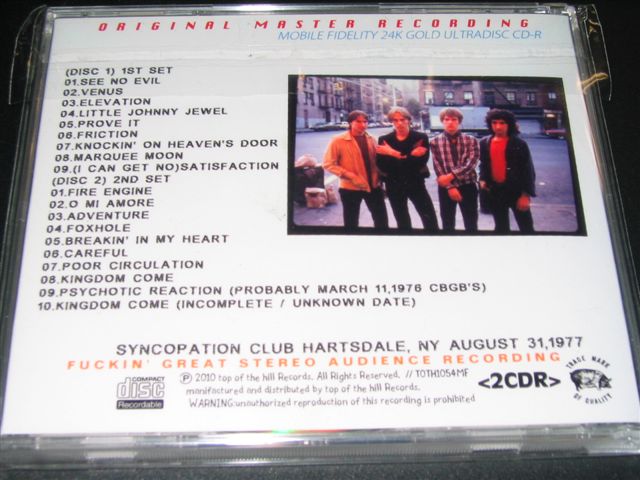 ORIGINAL MASTER RECORDING
MOBILE FIDELITY 24K GOLD ULTRADISC CD-R
(DISC 1) 1ST SET
01.SEE NO EVIL
02.VENUS
03.ELEVATION
04.LITTLE JOHNNY JEWEL
05.PROVE IT
06.FRICTION
07.KNOCKIN' ON HEAVEN'S DOOR
08.MARQUEE MOON
09.(I CAN GET NO)SATISFACTION
(DISC 2) 2ND SET
01.FIRE ENGINE
02.O MI AMORE
03.ADVENTURE
04.FOXHOLE
05.BREAKIN' IN MY HEART
06.CAREFUL
07.POOR CIRCULATION
08.KINGDOM COME
09.PSYCHOTIC REACTION (PROBABLY MARCH 11,1976 CBGB'S)
10.KINGDOM COME (INCOMPLETE / UNKNOWN DATE)
SYNCOPATION CLUB HARTSDALE, NY AUGUST 31,1977
FUCKIN' GREAT STEREO AUDIENCE RECORDING
COMPACT
disc
Recordable
Ⓟ 2010 top of the hill Records. All Rights Reserved. // TOTH1054MF
manufactured and distributed by top of the hill Records.
WARNING:unauthorized reproduction of this recording is prohibited
<2CDR>
TRADE MARK
OF QUALITY